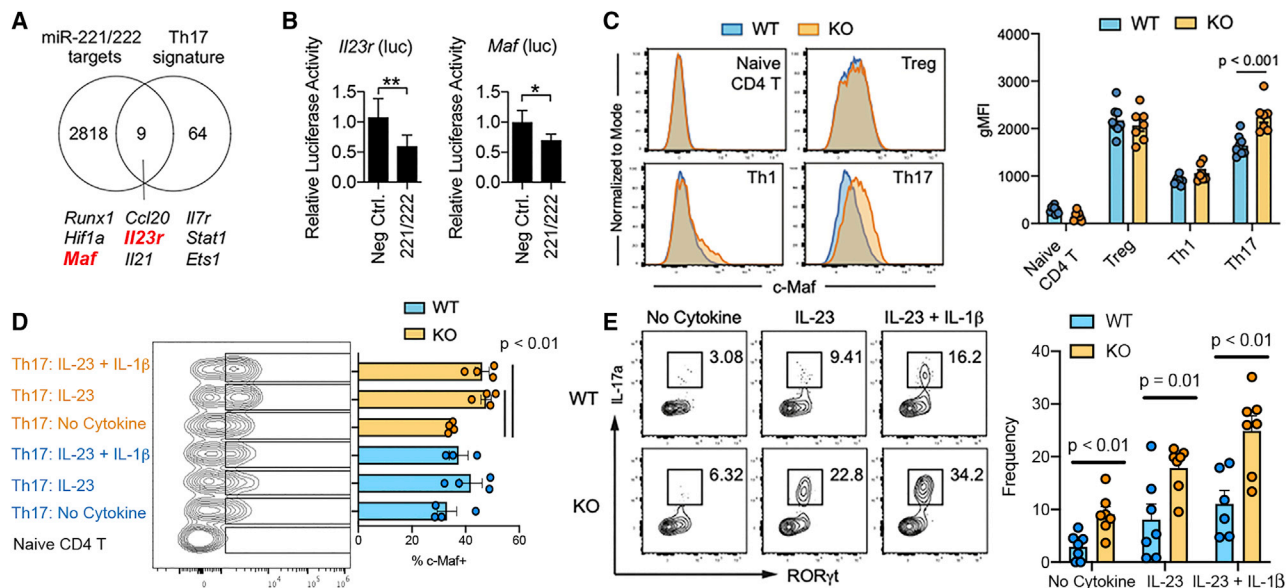 A
miR-221/222
targets
Th17
signature
2818
9
64
Runx1
Ccl20
Il7r
Hif1a
Il23r
Stat1
Maf
Il21
Ets1
B
Il23r (luc)
Maf (luc)
Relative Luciferase Activity
1.5
1.0
0.5
0.0
**
Neg Ctrl.
221/222
Relative Luciferase Activity
1.5
1.0
0.5
0.0
*
Neg Ctrl.
221/222
C
WT
KO
Normalized to Mode
Naive
CD4 T
Treg
Th1
Th17
c-Maf
p < 0.001
gMFI
4000
3000
2000
1000
0
Naive
CD4 T
Treg
Th1
Th17
D
WT
KO
p < 0.01
Th17: IL-23 + IL-1β
Th17: IL-23
Th17: No Cytokine
Th17: IL-23 + IL-1β
Th17: IL-23
Th17: No Cytokine
Naive CD4 T
0
10⁴
10⁵
10⁶
0
20
40
60
% c-Maf+
E
No Cytokine
IL-23
IL-23 + IL-1β
IL-17a
WT
3.08
9.41
16.2
KO
6.32
22.8
34.2
RORγt
WT
KO
p < 0.01
p = 0.01
p < 0.01
Frequency
40
30
20
10
0
No Cytokine
IL-23
IL-23 + IL-1β